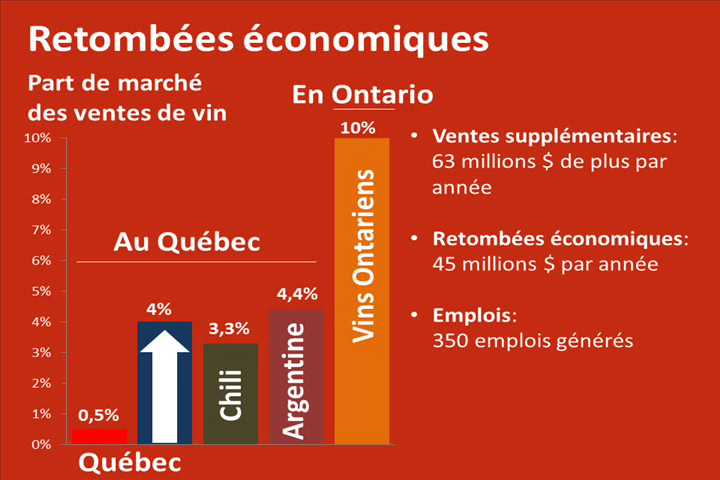 Retombées économiques
Part de marché
des ventes de vin
En Ontario
10%
9%
8%
7%
6%
5%
4%
3%
2%
1%
0%
Au Québec
0,5%
4%
3,3%
4,4%
10%
Chili
Argentine
Vins Ontariens
Québec
• Ventes supplémentaires:
63 millions $ de plus par
année
• Retombées économiques:
45 millions $ par année
• Emplois:
350 emplois générés